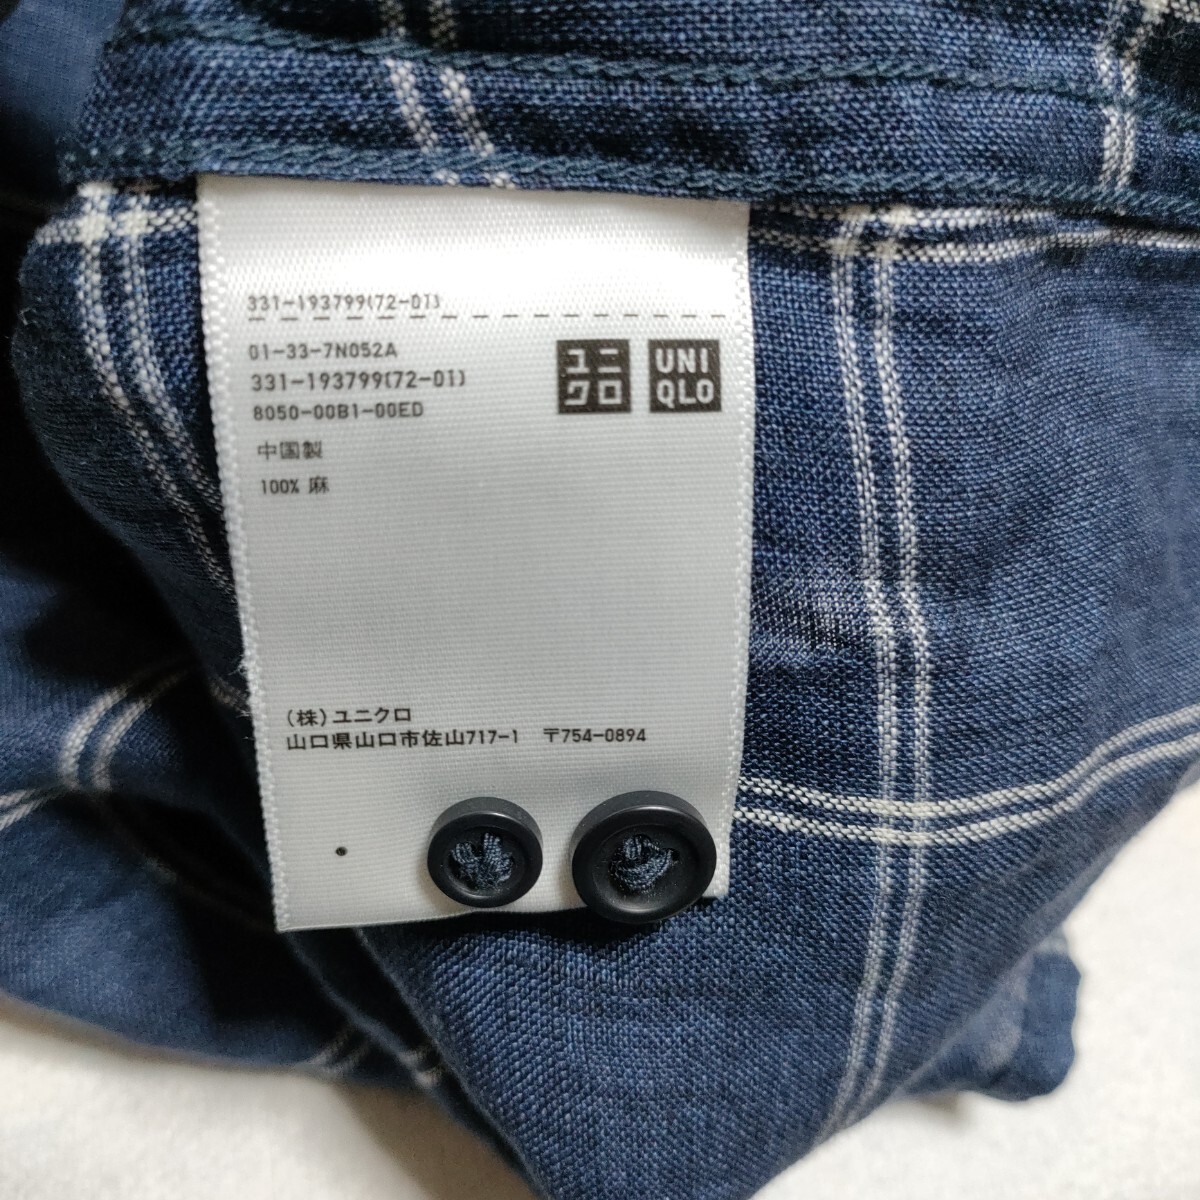 331-193799(72-01)
01-33-7N052A
331-193799(72-01)
8050-00B1-00ED
中国製
100% 麻
ユニ
クロ
UNI
QLO
(株)ユニクロ
山口県山口市佐山717-1 〒754-0894